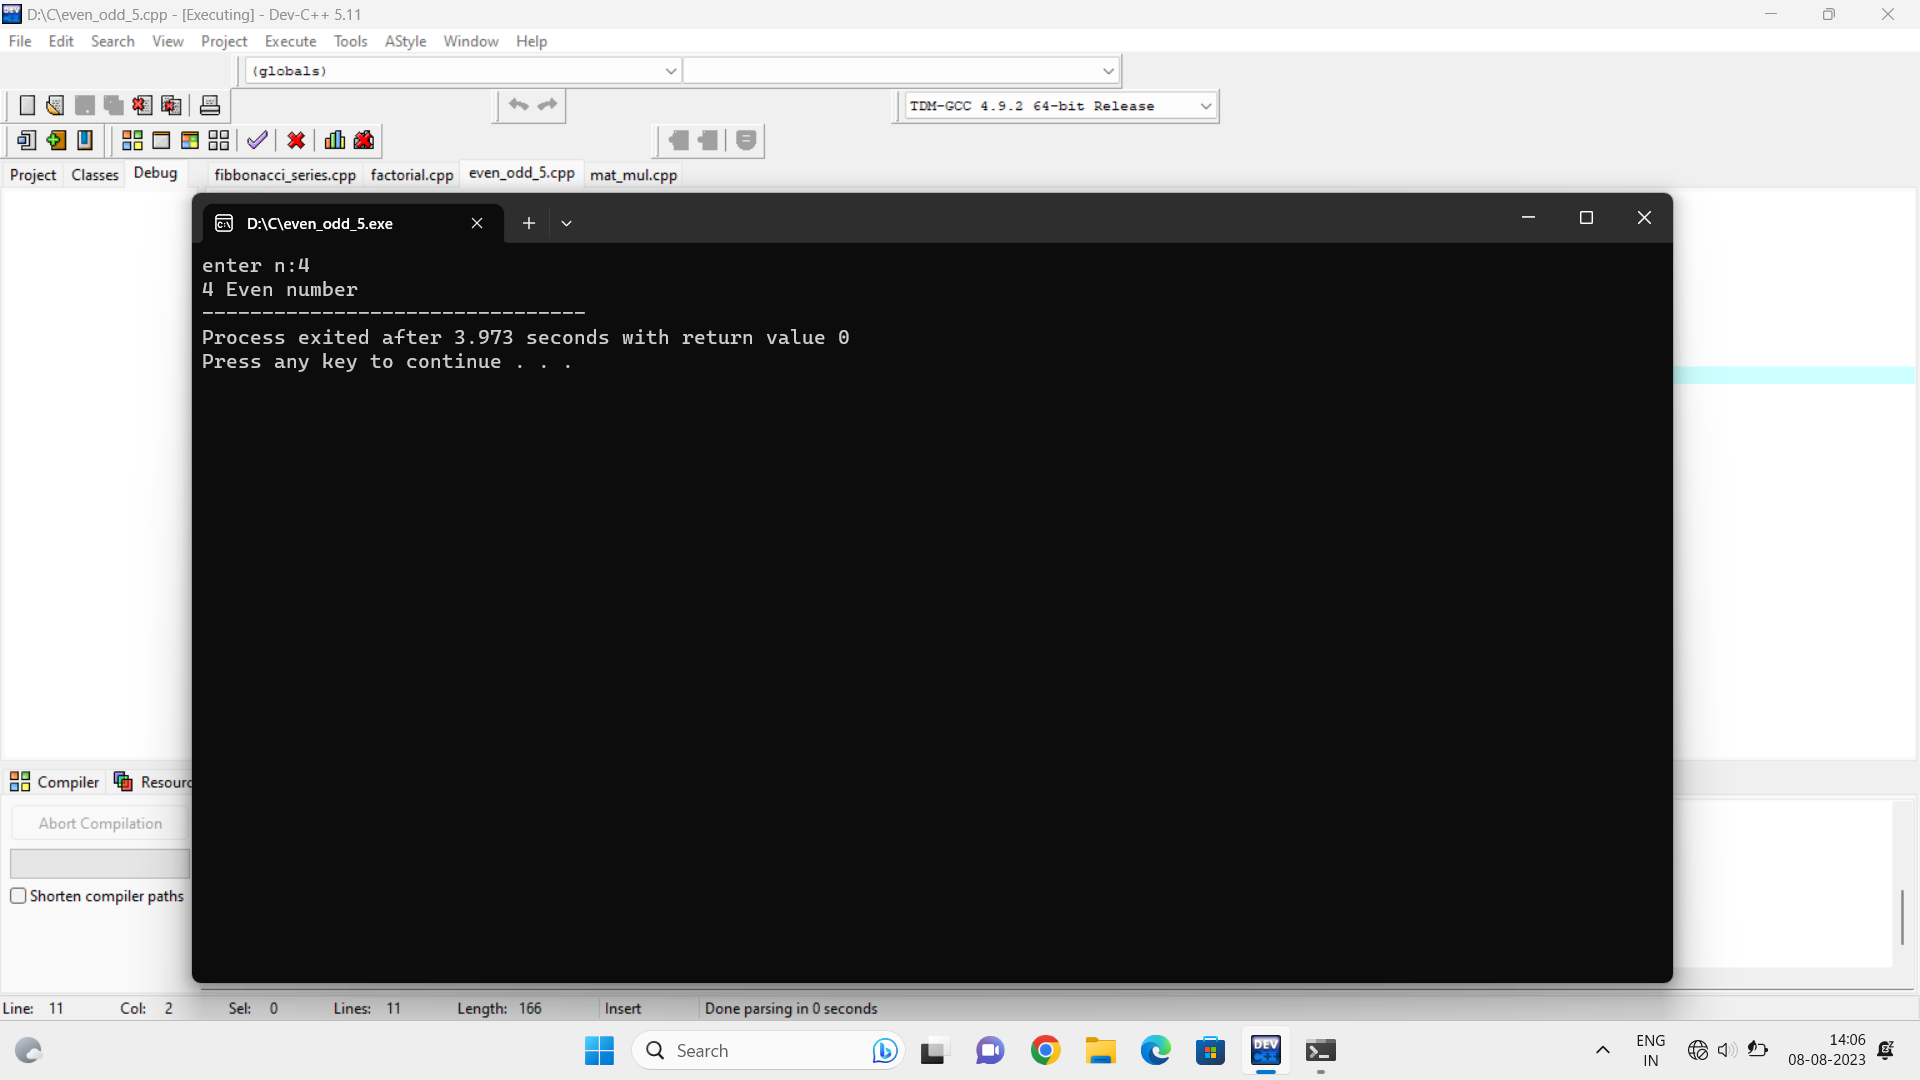 D:\C\even_odd_5.cpp - [Executing] - Dev-C++ 5.11
File Edit Search View Project Execute Tools AStyle Window Help
(globals)
TDM-GCC 4.9.2 64-bit Release
Project Classes Debug fibbonacci_series.cpp factorial.cpp even_odd_5.cpp mat_mul.cpp
D:\C\even_odd_5.exe
enter n:4
4 Even number
--------------------------------
Process exited after 3.973 seconds with return value 0
Press any key to continue . . .
Compiler Resourc
Abort Compilation
Shorten compiler paths
Line: 11 Col: 2 Sel: 0 Lines: 11 Length: 166 Insert Done parsing in 0 seconds
Search
DEV C++
ENG
IN
14:06
08-08-2023